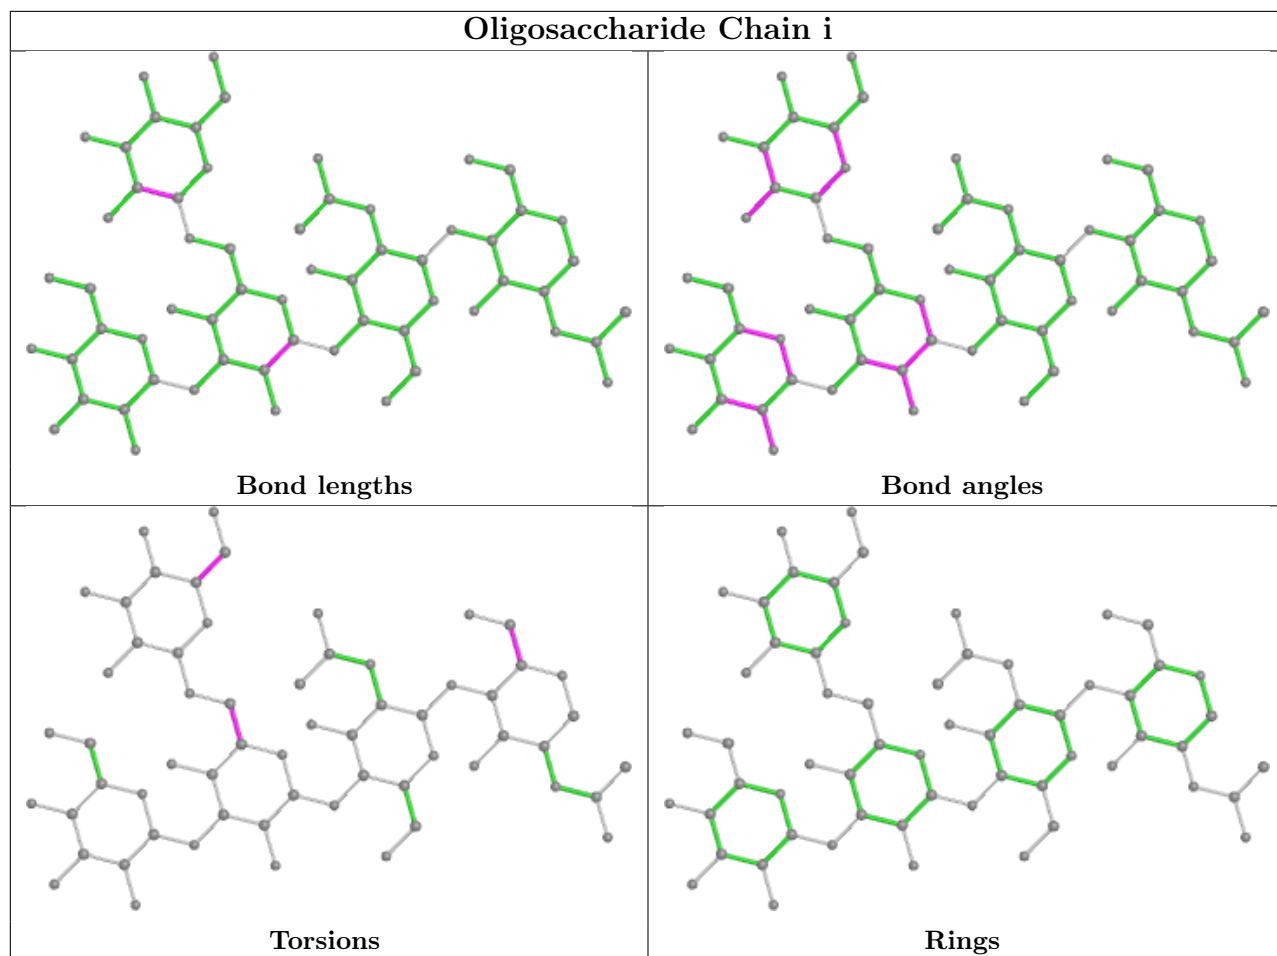 Oligosaccharide Chain i
Bond lengths
Bond angles
Torsions
Rings